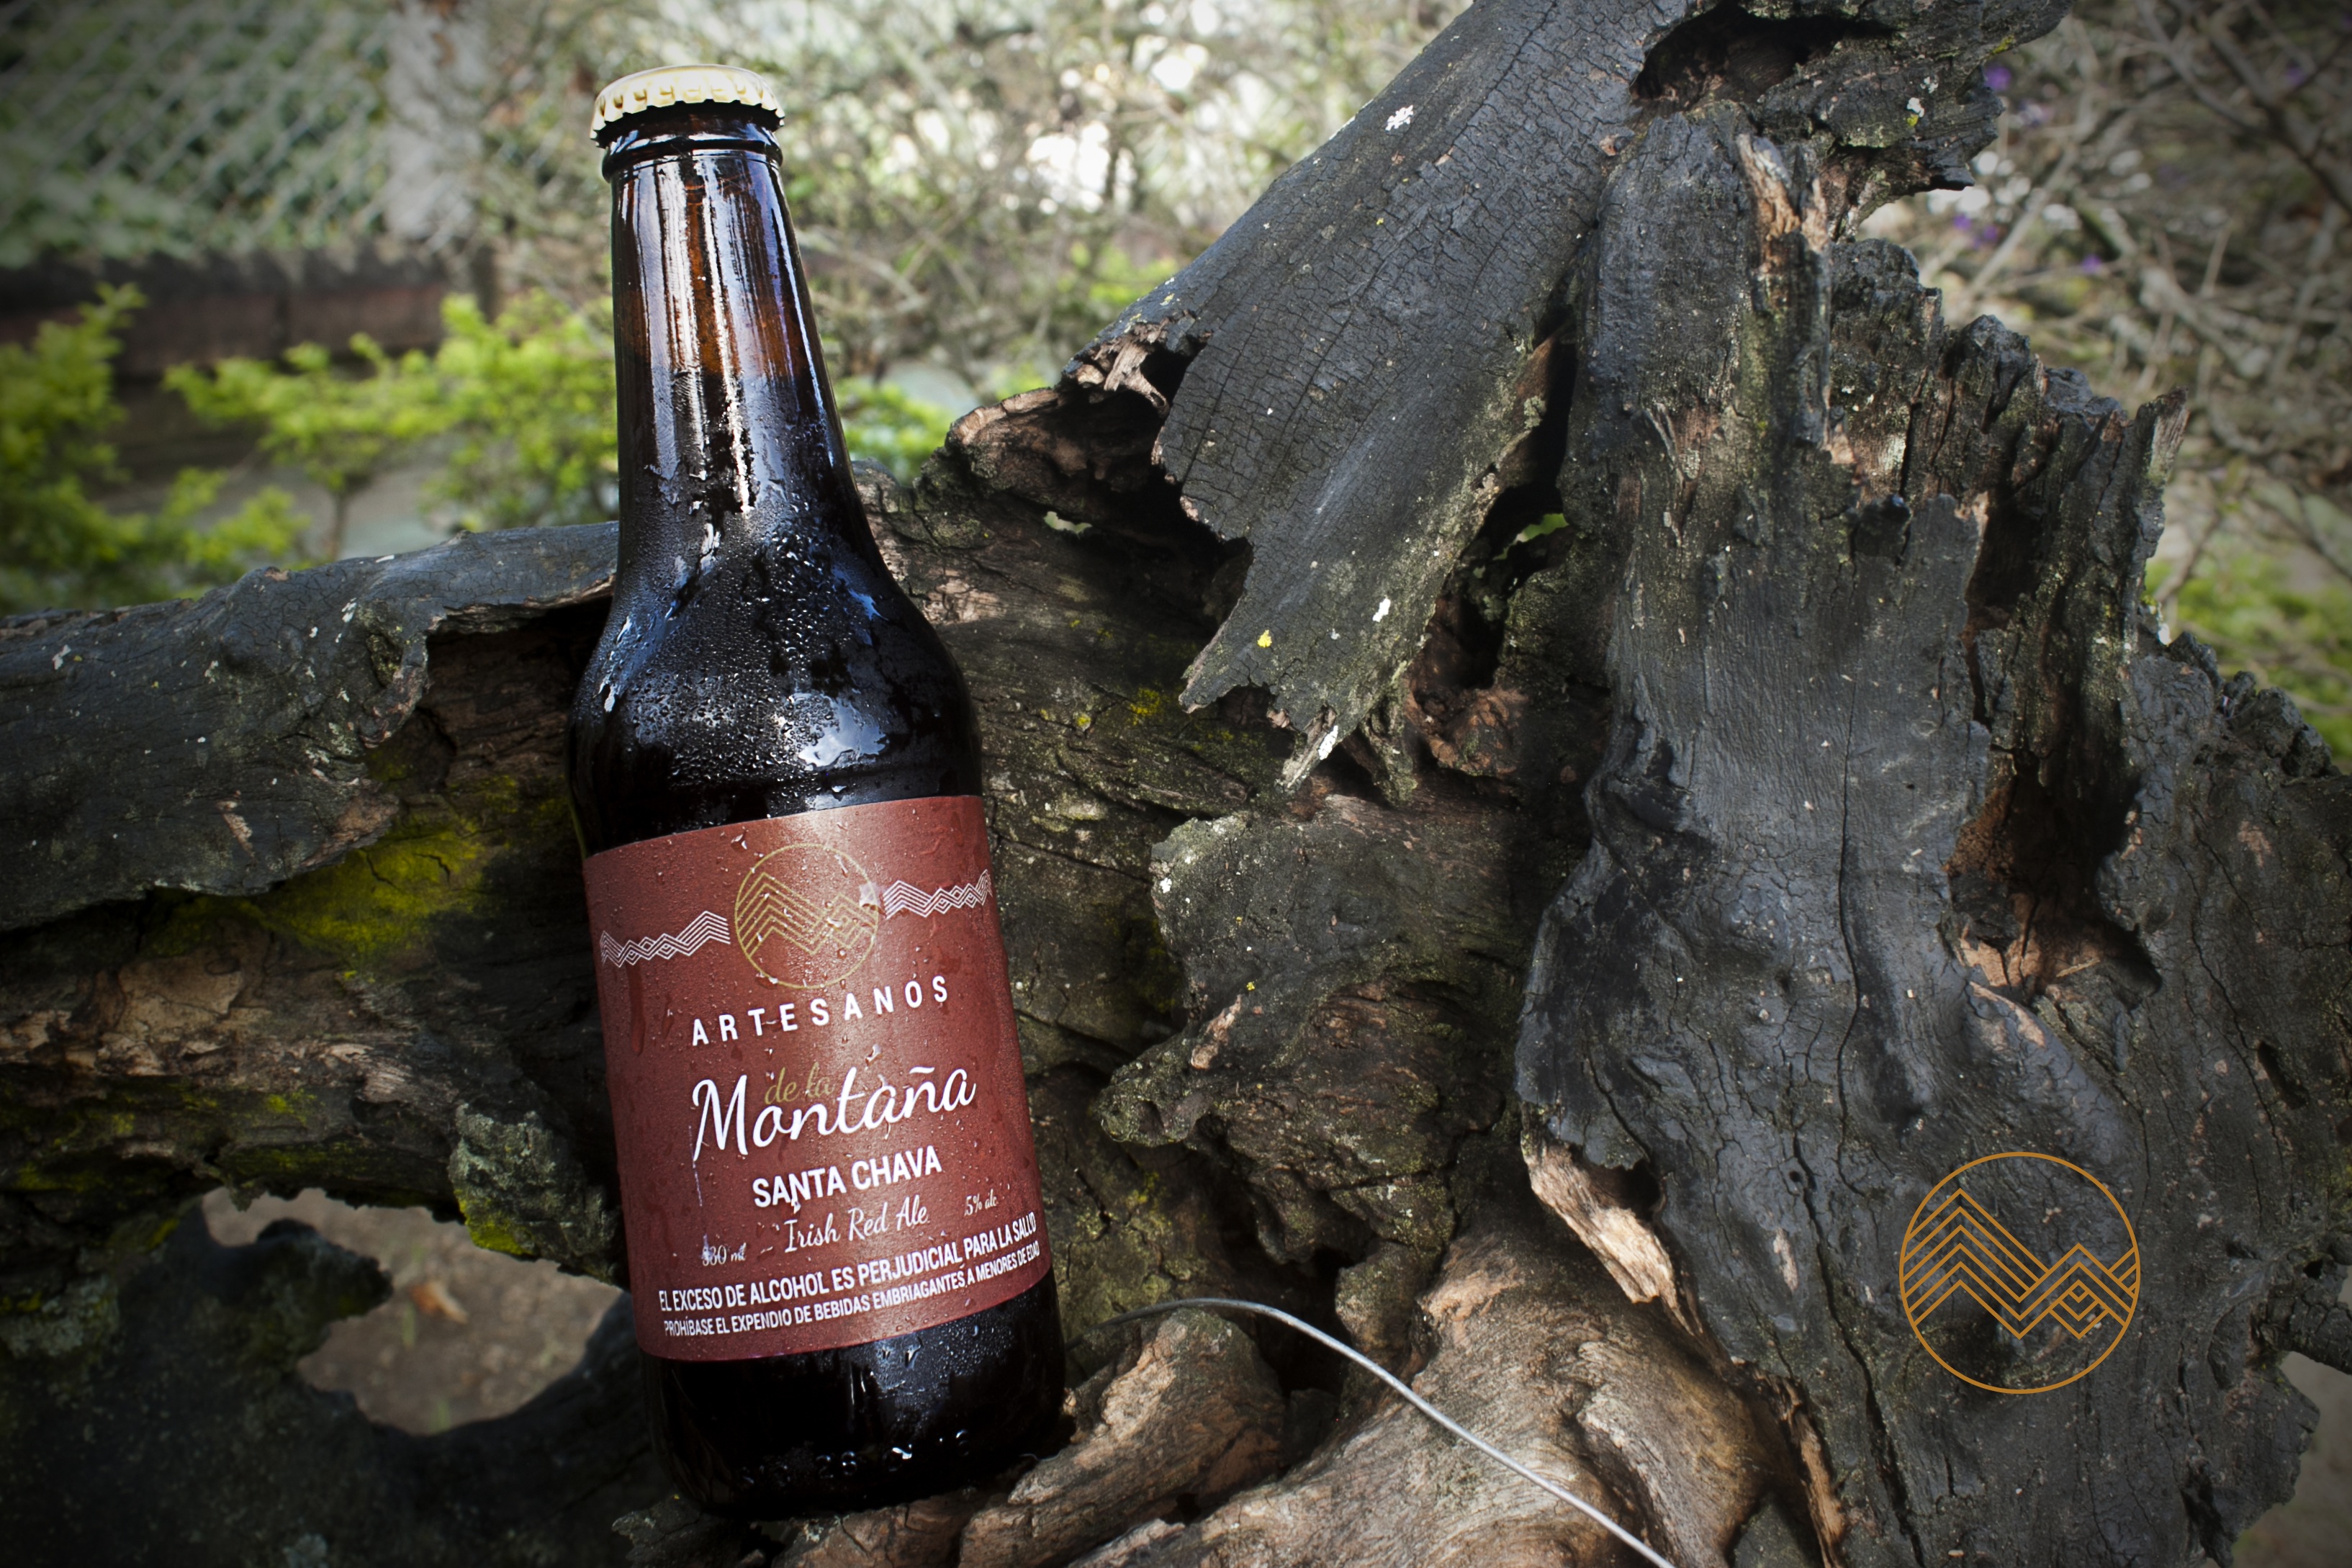 ARTESANOS
de la
Montaña
SANTA CHAVA
Irish Red Ale
330 ml
5% alc.
EL EXCESO DE ALCOHOL ES PERJUDICIAL PARA LA SALUD
PROHÍBASE EL EXPENDIO DE BEBIDAS EMBRIAGANTES A MENORES DE EDAD